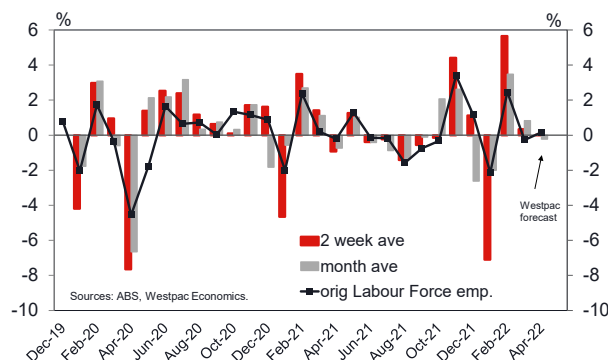 % %
6 6
4 4
2 2
0 0
-2 -2
-4 -4
-6 -6
-8 -8
-10 -10
Westpac
forecast
2 week ave
month ave
orig Labour Force emp.
Sources: ABS, Westpac Economics.
Dec-19 Feb-20 Apr-20 Jun-20 Aug-20 Oct-20 Dec-20 Feb-21 Apr-21 Jun-21 Aug-21 Oct-21 Dec-21 Feb-22 Apr-22